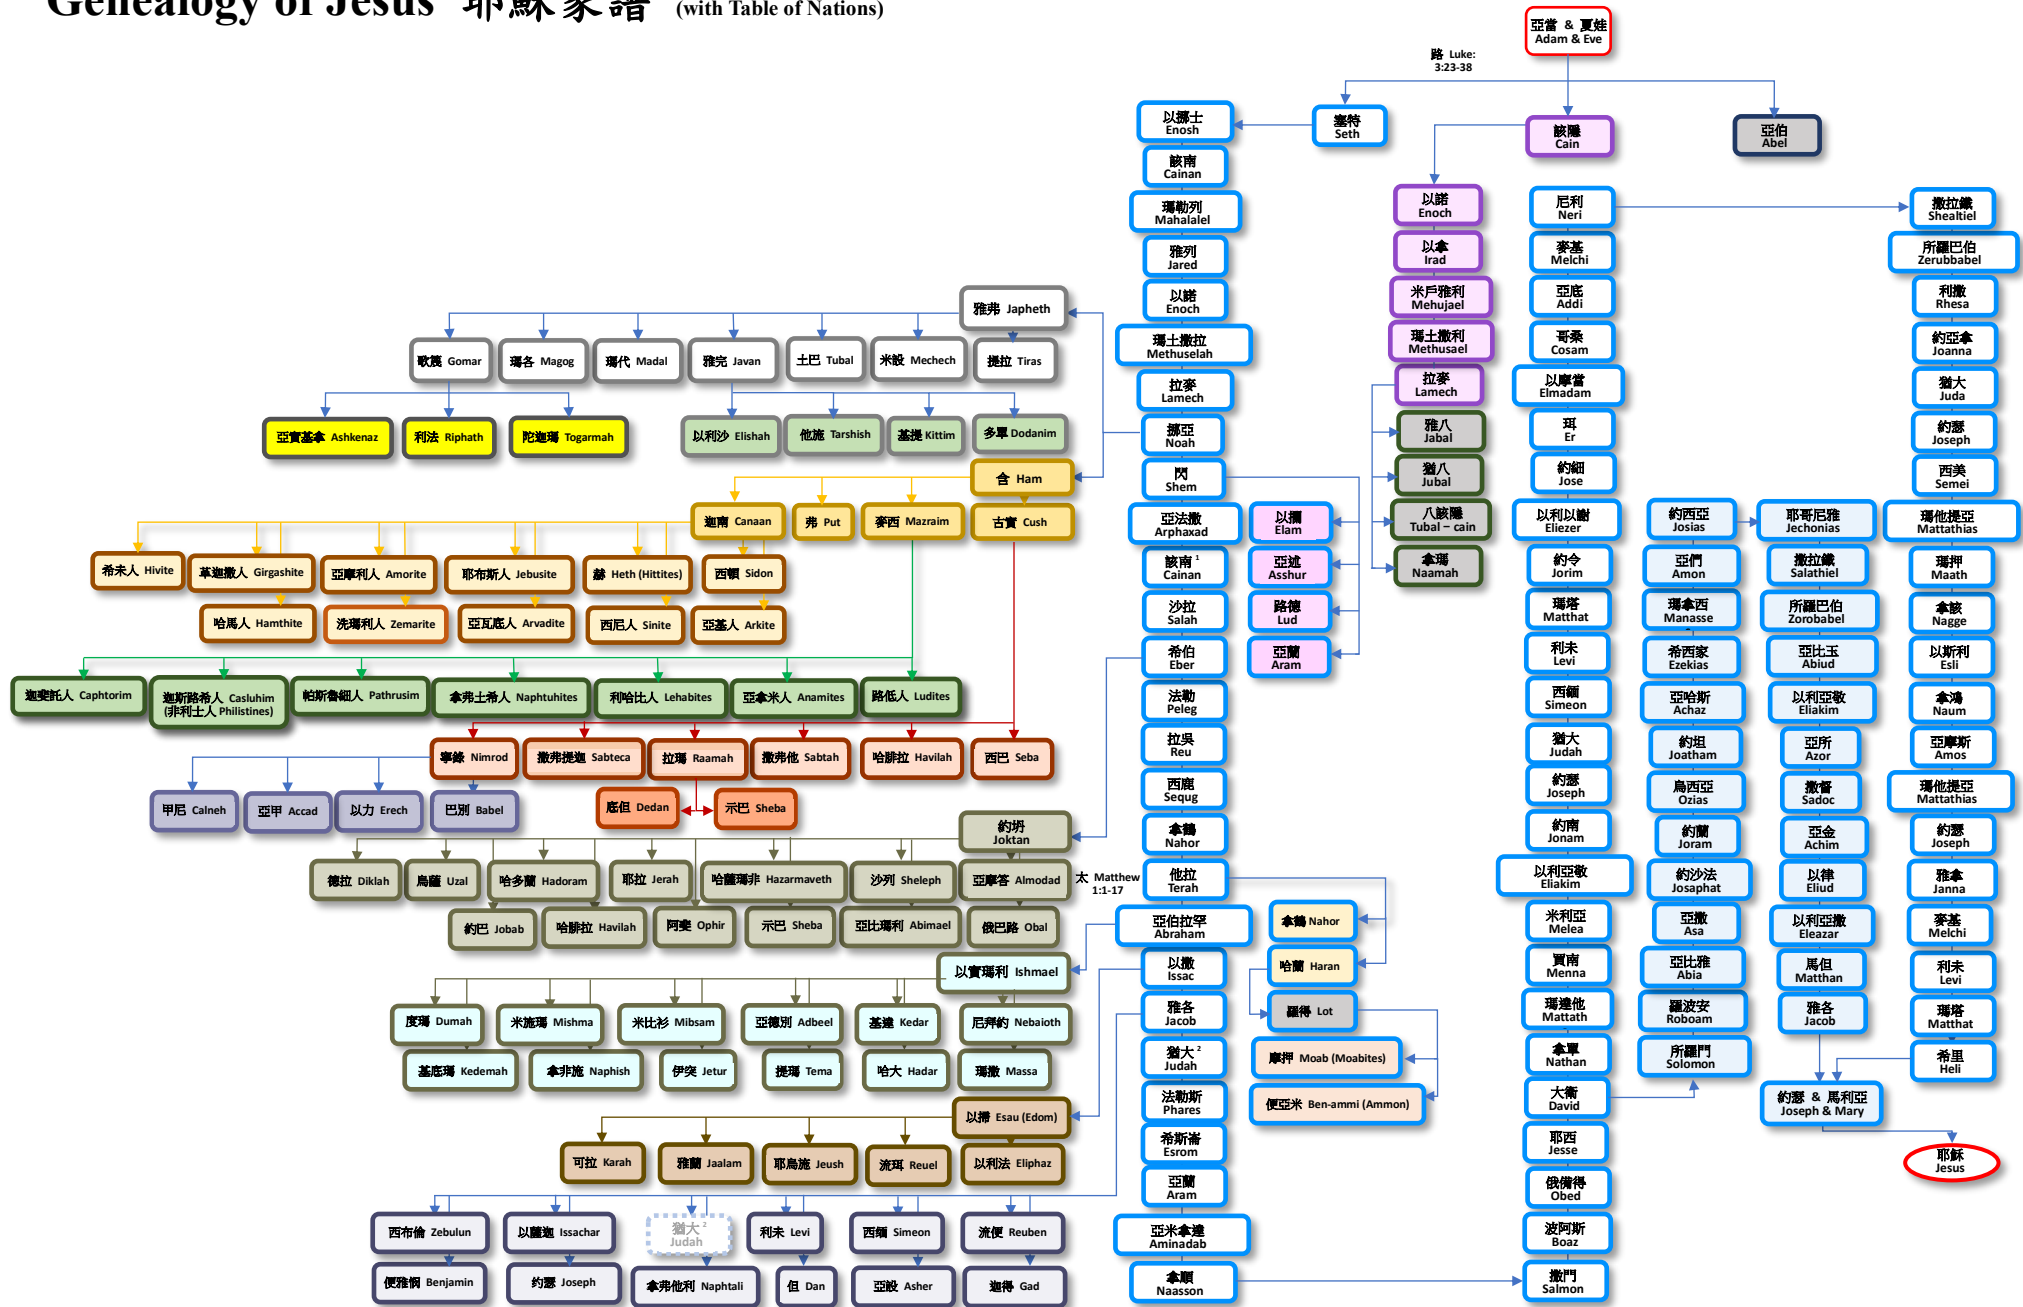 Genealogy of Jesus 耶穌家譜 (with Table of Nations)
亞當 & 夏娃
Adam & Eve
路 Luke:
3:23-38
以挪士
Enosh
塞特
Seth
該隱
Cain
亞伯
Abel
該南
Cainan
瑪勒列
Mahalalel
雅列
Jared
以諾
Enoch
瑪土撒拉
Methuselah
拉麥
Lamech
挪亞
Noah
閃
Shem
亞法撒
Arphaxad
該南 1
Cainan
沙拉
Salah
希伯
Eber
法勒
Peleg
拉吳
Reu
西鹿
Sequg
拿鶴
Nahor
太 Matthew
1:1-17
他拉
Terah
亞伯拉罕
Abraham
以撒
Issac
雅各
Jacob
猶大 2
Judah
法勒斯
Phares
希斯崙
Esrom
亞蘭
Aram
亞米拿達
Aminadab
拿順
Naasson
以諾
Enoch
以拿
Irad
米戶雅利
Mehujael
瑪土撒利
Methusael
拉麥
Lamech
雅八
Jabal
猶八
Jubal
八該隱
Tubal – cain
拿瑪
Naamah
以攔
Elam
亞述
Asshur
路德
Lud
亞蘭
Aram
拿鶴 Nahor
哈蘭 Haran
羅得 Lot
摩押 Moab (Moabites)
便亞米 Ben-ammi (Ammon)
尼利
Neri
麥基
Melchi
亞底
Addi
哥桑
Cosam
以摩當
Elmadam
珥
Er
約細
Jose
以利以謝
Eliezer
約令
Jorim
瑪塔
Matthat
利未
Levi
西緬
Simeon
猶大
Judah
約瑟
Joseph
約南
Jonam
以利亞敬
Eliakim
米利亞
Melea
買南
Menna
瑪達他
Mattath
拿單
Nathan
大衛
David
耶西
Jesse
俄備得
Obed
波阿斯
Boaz
撒門
Salmon
約西亞
Josias
亞們
Amon
瑪拿西
Manasse
希西家
Ezekias
亞哈斯
Achaz
約坦
Joatham
烏西亞
Ozias
約蘭
Joram
約沙法
Josaphat
亞撒
Asa
亞比雅
Abia
羅波安
Roboam
所羅門
Solomon
耶哥尼雅
Jechonias
撒拉鐵
Salathiel
所羅巴伯
Zorobabel
亞比玉
Abiud
以利亞敬
Eliakim
亞所
Azor
撒督
Sadoc
亞金
Achim
以律
Eliud
以利亞撒
Eleazar
馬但
Matthan
雅各
Jacob
約瑟 & 馬利亞
Joseph & Mary
撒拉鐵
Shealtiel
所羅巴伯
Zerubbabel
利撒
Rhesa
約亞拿
Joanna
猶大
Juda
約瑟
Joseph
西美
Semei
瑪他提亞
Mattathias
瑪押
Maath
拿該
Nagge
以斯利
Esli
拿鴻
Naum
亞摩斯
Amos
瑪他提亞
Mattathias
約瑟
Joseph
雅拿
Janna
麥基
Melchi
利未
Levi
瑪塔
Matthat
希里
Heli
耶穌
Jesus
雅弗 Japheth
歌篾 Gomar
瑪各 Magog
瑪代 Madal
雅完 Javan
土巴 Tubal
米設 Mechech
提拉 Tiras
亞實基拿 Ashkenaz
利法 Riphath
陀迦瑪 Togarmah
以利沙 Elishah
他施 Tarshish
基提 Kittim
多單 Dodanim
含 Ham
迦南 Canaan
弗 Put
麥西 Mazraim
古實 Cush
希未人 Hivite
革迦撒人 Girgashite
亞摩利人 Amorite
耶布斯人 Jebusite
赫 Heth (Hittites)
西頓 Sidon
哈馬人 Hamthite
洗瑪利人 Zemarite
亞瓦底人 Arvadite
西尼人 Sinite
亞基人 Arkite
迦斐託人 Caphtorim
迦斯路希人 Casluhim
(非利士人 Philistines)
帕斯魯細人 Pathrusim
拿弗土希人 Naphtuhites
利哈比人 Lehabites
亞拿米人 Anamites
路低人 Ludites
寧錄 Nimrod
撒弗提迦 Sabteca
拉瑪 Raamah
撒弗他 Sabtah
哈腓拉 Havilah
西巴 Seba
甲尼 Calneh
亞甲 Accad
以力 Erech
巴別 Babel
底但 Dedan
示巴 Sheba
約坍
Joktan
德拉 Diklah
烏薩 Uzal
哈多蘭 Hadoram
耶拉 Jerah
哈薩瑪非 Hazarmaveth
沙列 Sheleph
亞摩答 Almodad
約巴 Jobab
哈腓拉 Havilah
阿斐 Ophir
示巴 Sheba
亞比瑪利 Abimael
俄巴路 Obal
以實瑪利 Ishmael
度瑪 Dumah
米施瑪 Mishma
米比衫 Mibsam
亞德別 Adbeel
基達 Kedar
尼拜約 Nebaioth
基底瑪 Kedemah
拿非施 Naphish
伊突 Jetur
提瑪 Tema
哈大 Hadar
瑪撒 Massa
以掃 Esau (Edom)
可拉 Karah
雅蘭 Jaalam
耶烏施 Jeush
流珥 Reuel
以利法 Eliphaz
西布倫 Zebulun
以薩迦 Issachar
猶大 2
Judah
利未 Levi
西缅 Simeon
流便 Reuben
便雅悯 Benjamin
約瑟 Joseph
拿弗他利 Naphtali
但 Dan
亞設 Asher
迦得 Gad